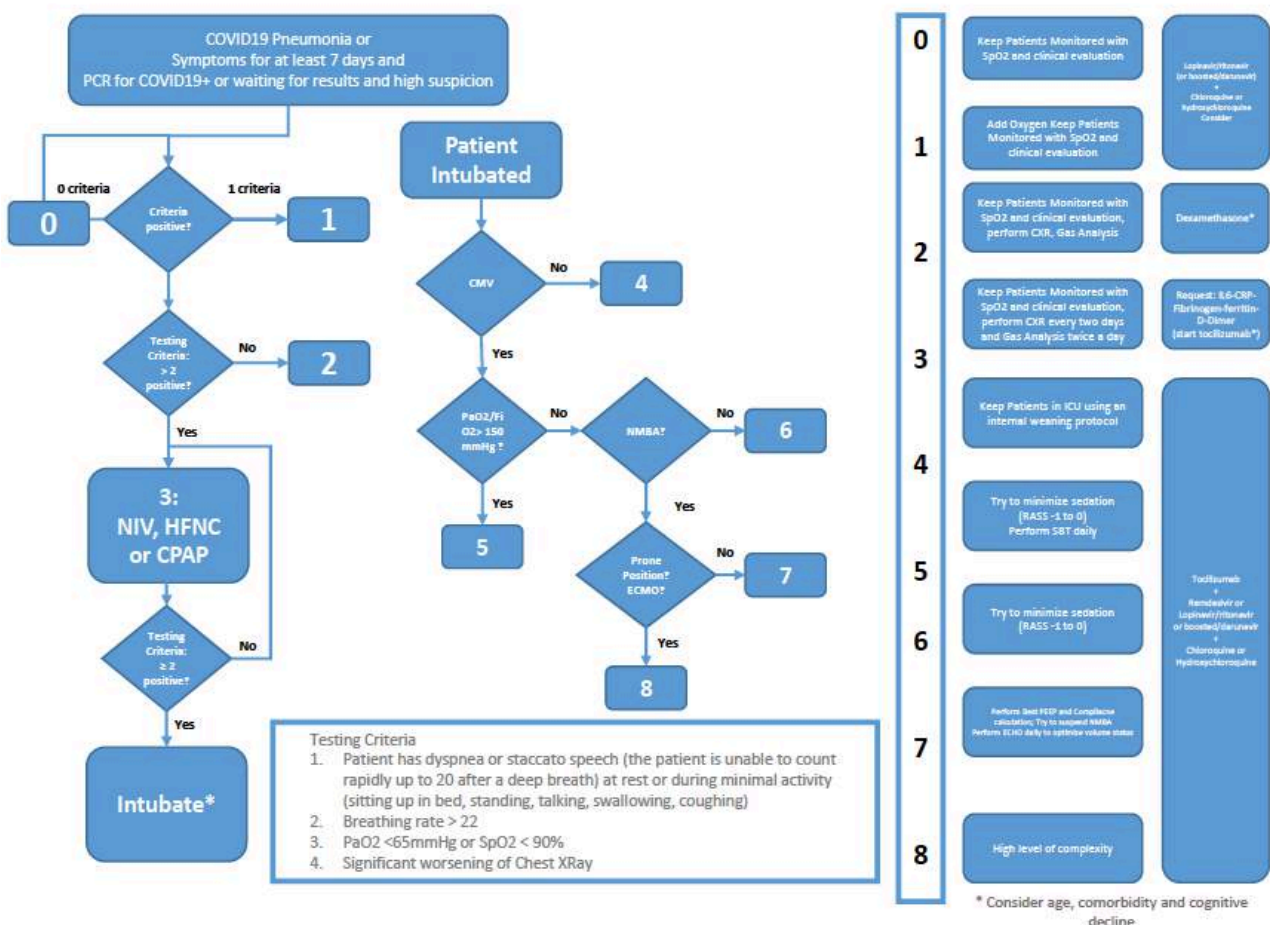 COVID19 Pneumonia or
Symptoms for at least 7 days and
PCR for COVID19+ or waiting for results and high suspicion
0 criteria
1 criteria
0
Criteria
positive?
1
Testing
Criteria:
> 2
positive?
No
2
Yes
3:
NIV, HFNC
or CPAP
Testing
Criteria:
≥ 2
positive?
No
Yes
Intubate*
Patient
Intubated
CMV
No
4
Yes
PaO2/Fi
O2> 150
mmHg ?
No
NMBA?
No
6
Yes
5
Yes
Prone
Position?
ECMO?
No
7
Yes
8
Testing Criteria
1. Patient has dyspnea or staccato speech (the patient is unable to count
rapidly up to 20 after a deep breath) at rest or during minimal activity
(sitting up in bed, standing, talking, swallowing, coughing)
2. Breathing rate > 22
3. PaO2 <65mmHg or SpO2 < 90%
4. Significant worsening of Chest XRay
0
Keep Patients Monitored with
SpO2 and clinical evaluation
Lopinavir/ritonavir
(or boosted/darunavir)
+
Chloroquine or
hydroxychloroquine
Consider
1
Add Oxygen Keep Patients
Monitored with SpO2 and
clinical evaluation
2
Keep Patients Monitored with
SpO2 and clinical evaluation,
perform CXR, Gas Analysis
Dexamethasone*
3
Keep Patients Monitored with
SpO2 and clinical evaluation,
perform CXR every two days
and Gas Analysis twice a day
Request: IL6-CRP-
Fibrinogen-ferritin-
D-Dimer
(start tocilizumab*)
4
Keep Patients in ICU using an
internal weaning protocol
5
Try to minimize sedation
(RASS -1 to 0)
Perform SBT daily
6
Try to minimize sedation
(RASS -1 to 0)
Tocilizumab
+
Remdesivir or
Lopinavir/ritonavir
or boosted/darunavir
+
Chloroquine or
Hydroxychloroquine
7
Perform Best PEEP and Compliance
calculation; Try to suspend NMBA
Perform ECHO daily to optimize volume status
8
High level of complexity
* Consider age, comorbidity and cognitive
decline